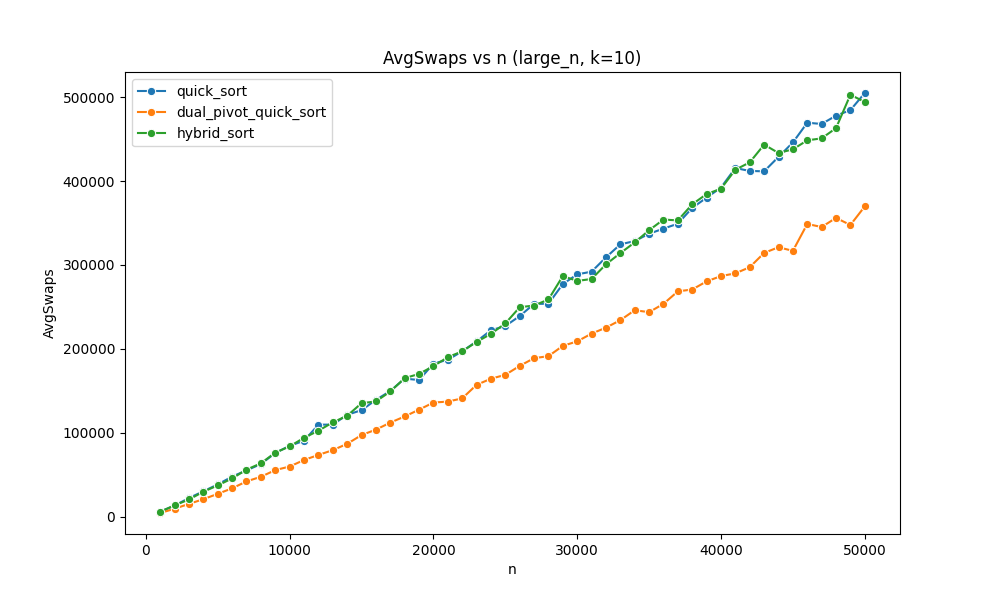 AvgSwaps vs n (large_n, k=10)
quick_sort
dual_pivot_quick_sort
hybrid_sort
AvgSwaps
500000
400000
300000
200000
100000
0
0 10000 20000 30000 40000 50000
n